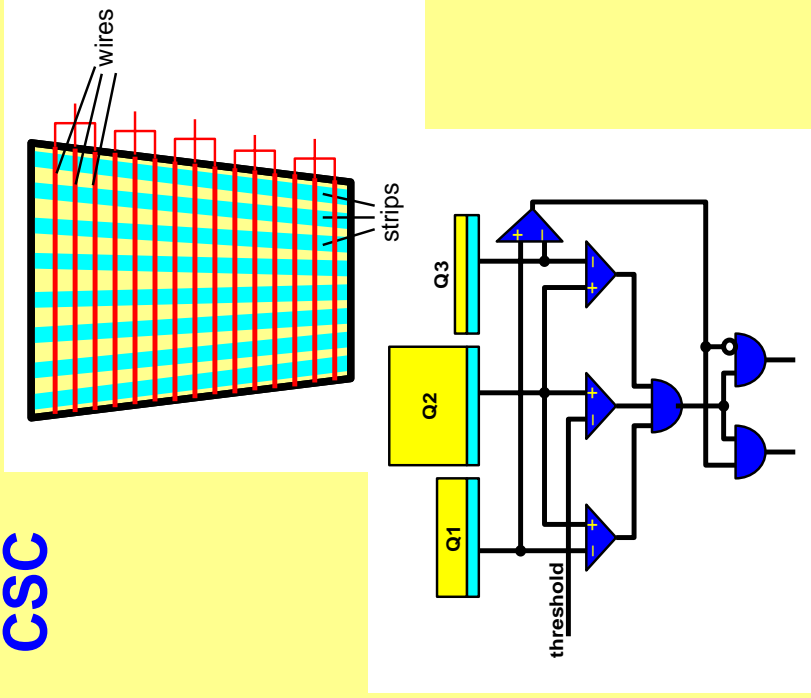 CSC
wires
strips
Q1
Q2
Q3
threshold
+
−
−
+
+
−
+
−